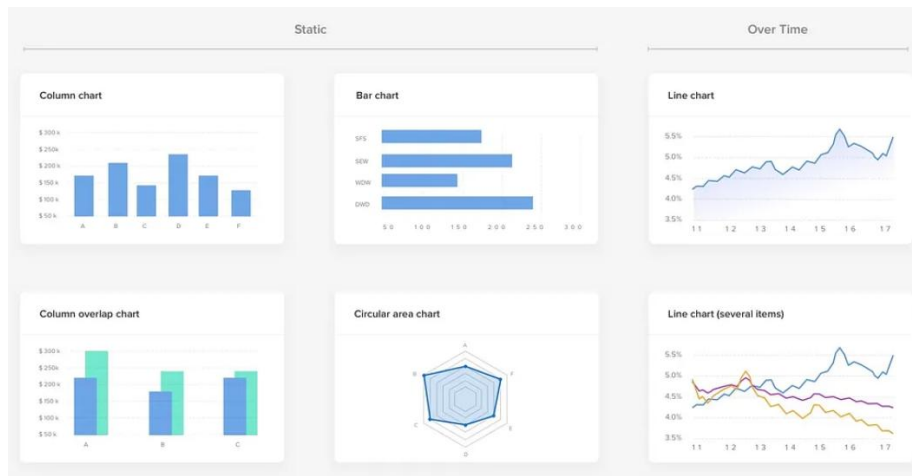 Static
Over Time
Column chart
$ 300 k
$ 250k
$ 200 k
$ 150 k
$ 100 k
$ 50 k
A B C D E F
Bar chart
SFS
SEW
WDW
DWD
50 100 150 200 250 300
Line chart
5.5%
5.0%
4.5%
4.0%
3.5%
11 12 13 14 15 16 17
Column overlap chart
$ 300 k
$ 250 k
$ 200 k
$ 150 k
$ 100 k
$ 50 k
A B C
Circular area chart
A
B F
C E
D
Line chart (several items)
5.5%
5.0%
4.5%
4.0%
3.5%
11 12 13 14 15 16 17